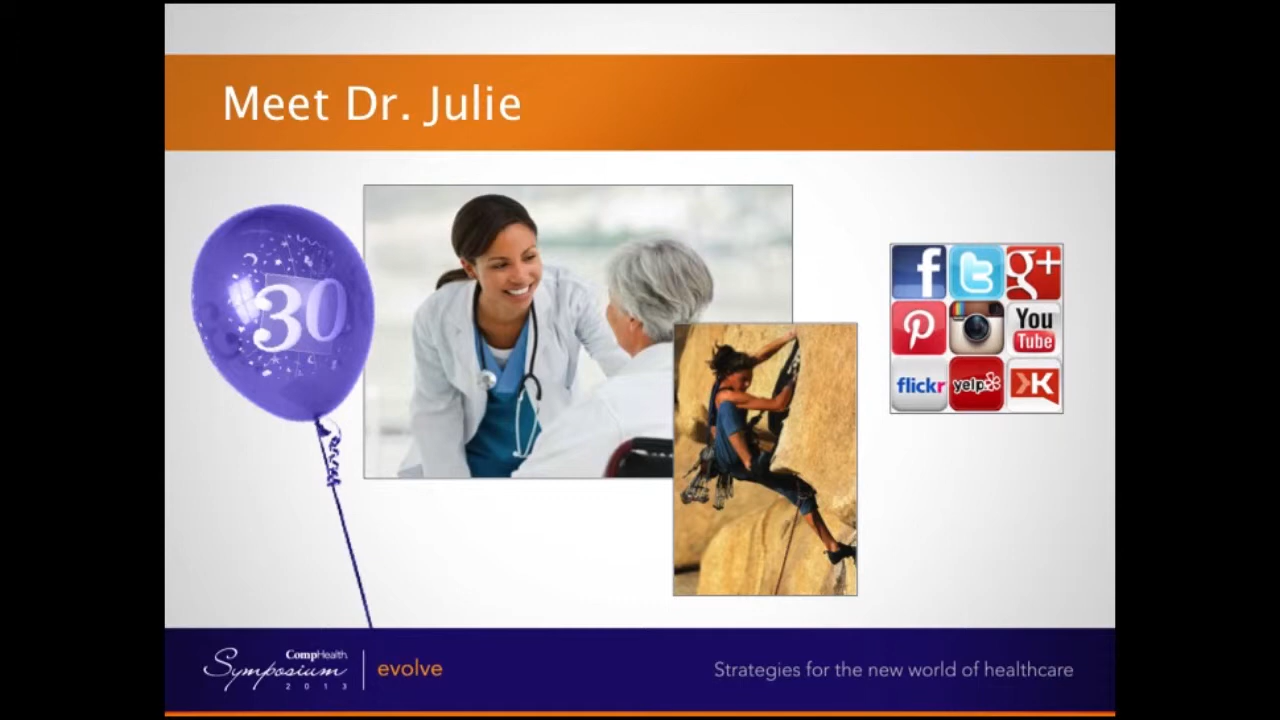 Meet Dr. Julie
30
f
t
g+
P
You
Tube
flickr
yelp
K
CompHealth
Symposium
2013
evolve
Strategies for the new world of healthcare